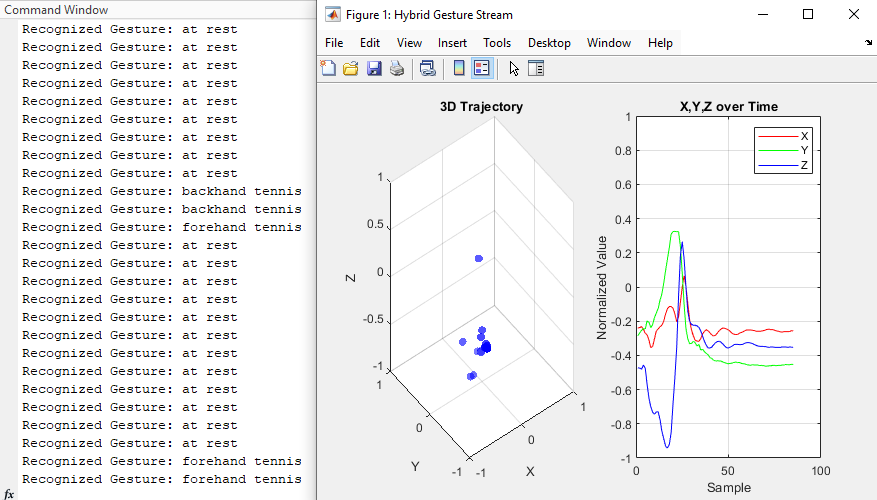 Command Window
Recognized Gesture: at rest
Recognized Gesture: at rest
Recognized Gesture: at rest
Recognized Gesture: at rest
Recognized Gesture: at rest
Recognized Gesture: at rest
Recognized Gesture: at rest
Recognized Gesture: at rest
Recognized Gesture: at rest
Recognized Gesture: backhand tennis
Recognized Gesture: backhand tennis
Recognized Gesture: forehand tennis
Recognized Gesture: at rest
Recognized Gesture: at rest
Recognized Gesture: at rest
Recognized Gesture: at rest
Recognized Gesture: at rest
Recognized Gesture: at rest
Recognized Gesture: at rest
Recognized Gesture: at rest
Recognized Gesture: at rest
Recognized Gesture: at rest
Recognized Gesture: at rest
Recognized Gesture: at rest
Recognized Gesture: forehand tennis
Recognized Gesture: forehand tennis
fx
Figure 1: Hybrid Gesture Stream
File Edit View Insert Tools Desktop Window Help
3D Trajectory
1
0.5
0
-0.5
-1
Z
1
0
-1
Y
-1
0
1
X
X,Y,Z over Time
X
Y
Z
1
0.8
0.6
0.4
0.2
0
-0.2
-0.4
-0.6
-0.8
-1
Normalized Value
0 50 100
Sample